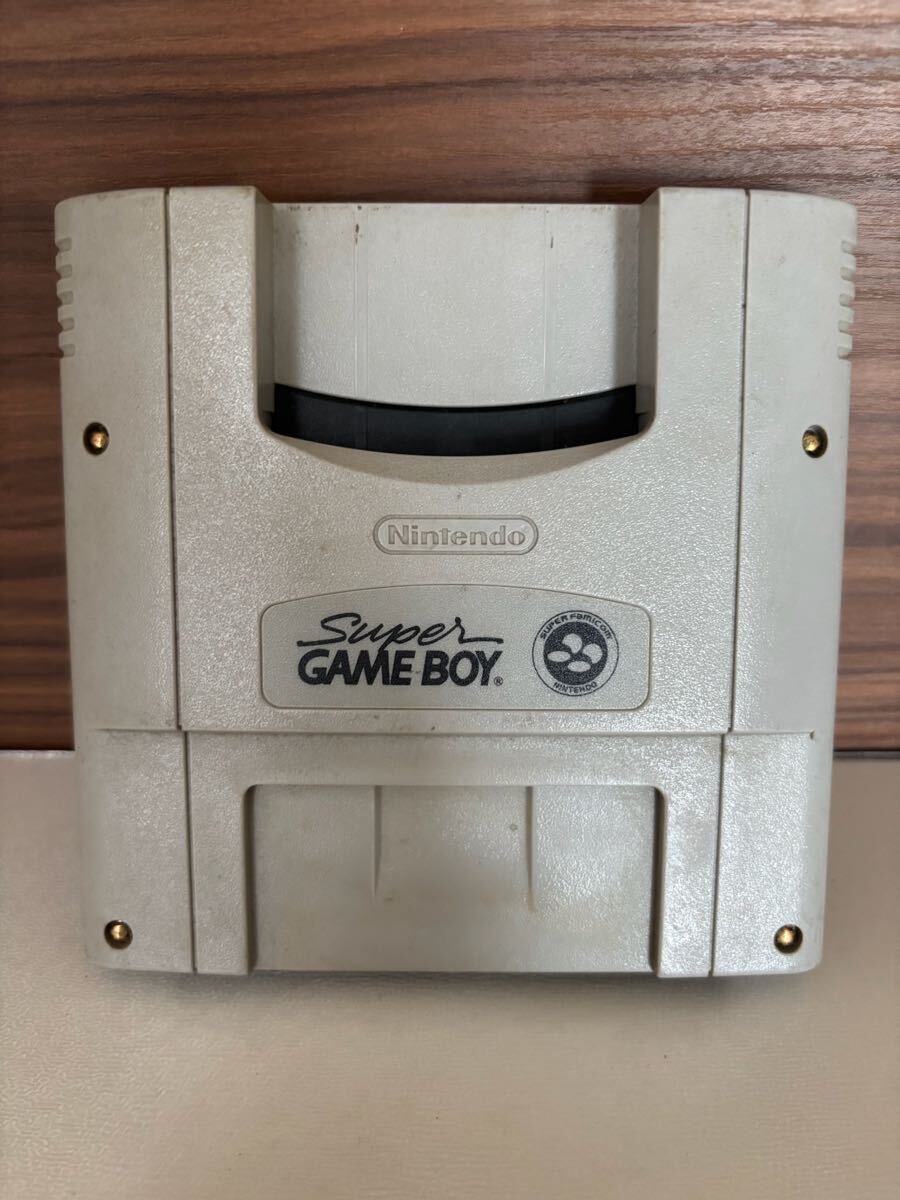 Nintendo
Super
GAME BOY®
SUPER FAMICOM
NINTENDO